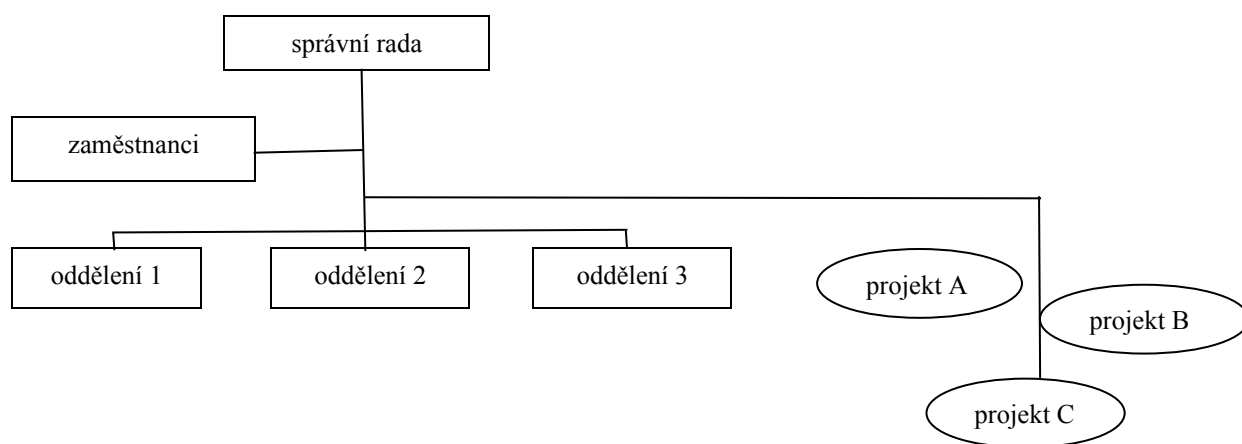 správní rada
zaměstnanci
oddělení 1
oddělení 2
oddělení 3
projekt A
projekt B
projekt C